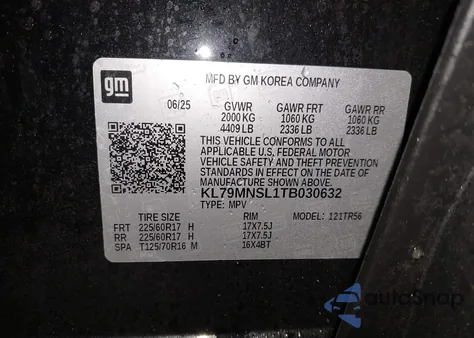 gm
MFD BY GM KOREA COMPANY
06/25 GVWR GAWR FRT GAWR RR
2000 KG 1060 KG 1060 KG
4409 LB 2336 LB 2336 LB
THIS VEHICLE CONFORMS TO ALL
APPLICABLE U.S. FEDERAL MOTOR
VEHICLE SAFETY AND THEFT PREVENTION
STANDARDS IN EFFECT ON THE DATE OF
MANUFACTURE SHOWN ABOVE.
KL79MNSL1TB030632
TYPE: MPV MODEL: 121TR56
TIRE SIZE RIM
FRT 225/60R17 H 17X7.5J
RR 225/60R17 H 17X7.5J
SPA T125/70R16 M 16X4BT
autoSnap